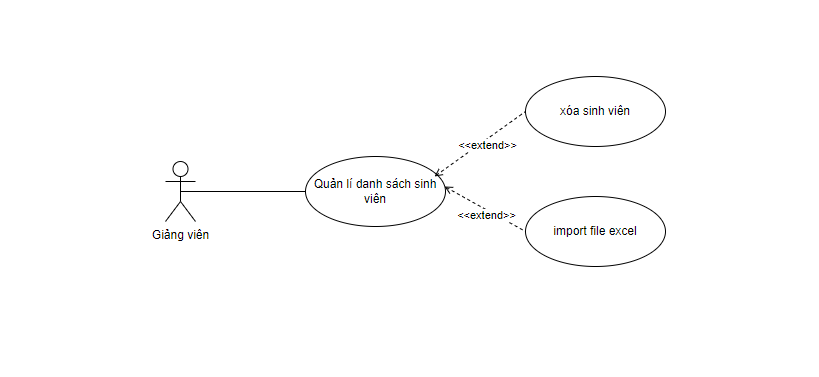 xóa sinh viên
<<extend>>
Quản lí danh sách sinh
viên
<<extend>>
import file excel
Giảng viên